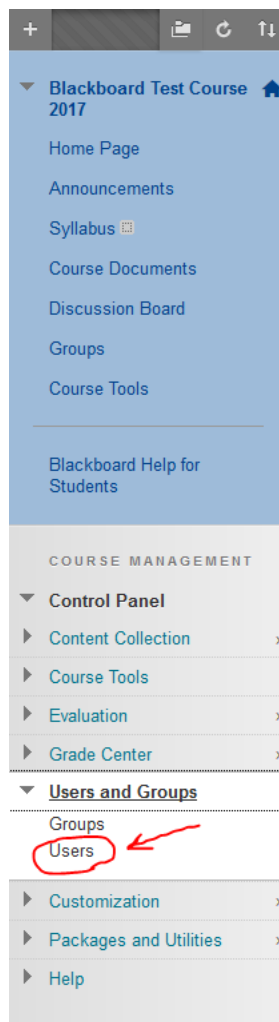 Blackboard Test Course
2017
Home Page
Announcements
Syllabus
Course Documents
Discussion Board
Groups
Course Tools
Blackboard Help for
Students
COURSE MANAGEMENT
Control Panel
Content Collection
Course Tools
Evaluation
Grade Center
Users and Groups
Groups
Users
Customization
Packages and Utilities
Help